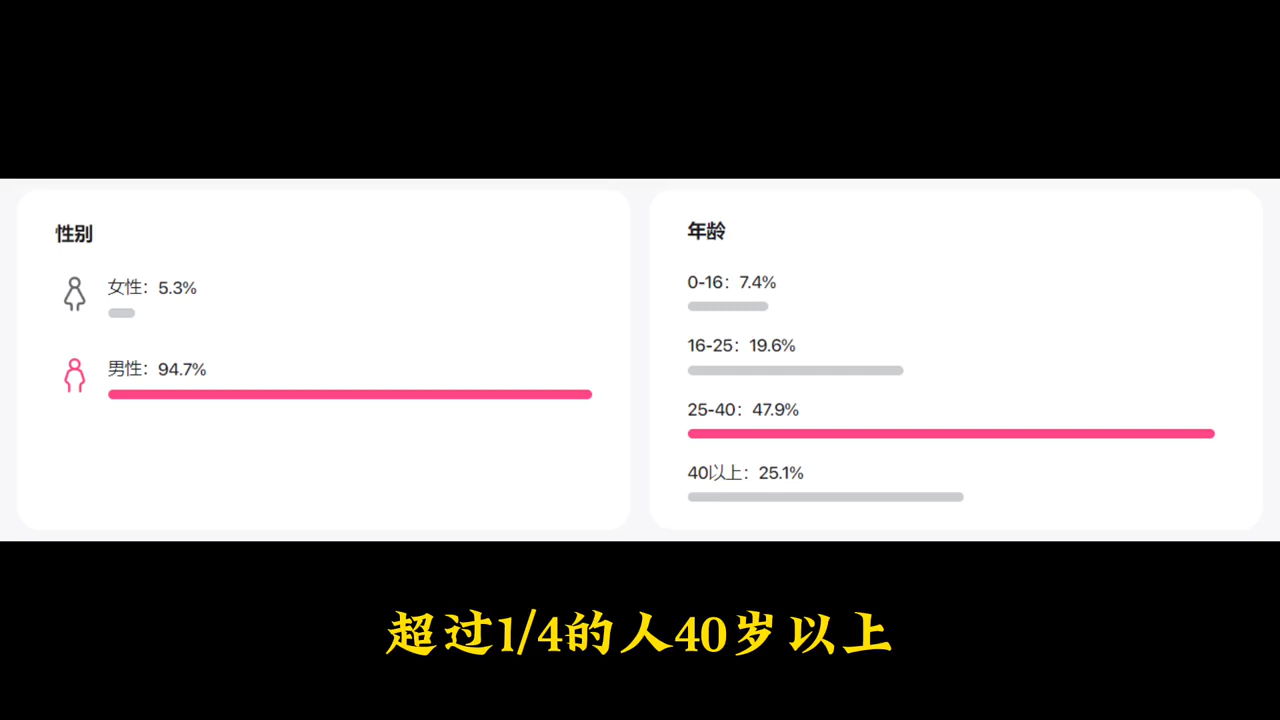 性别
女性：5.3%
男性：94.7%
年龄
0-16：7.4%
16-25：19.6%
25-40：47.9%
40以上：25.1%
超过1/4的人40岁以上